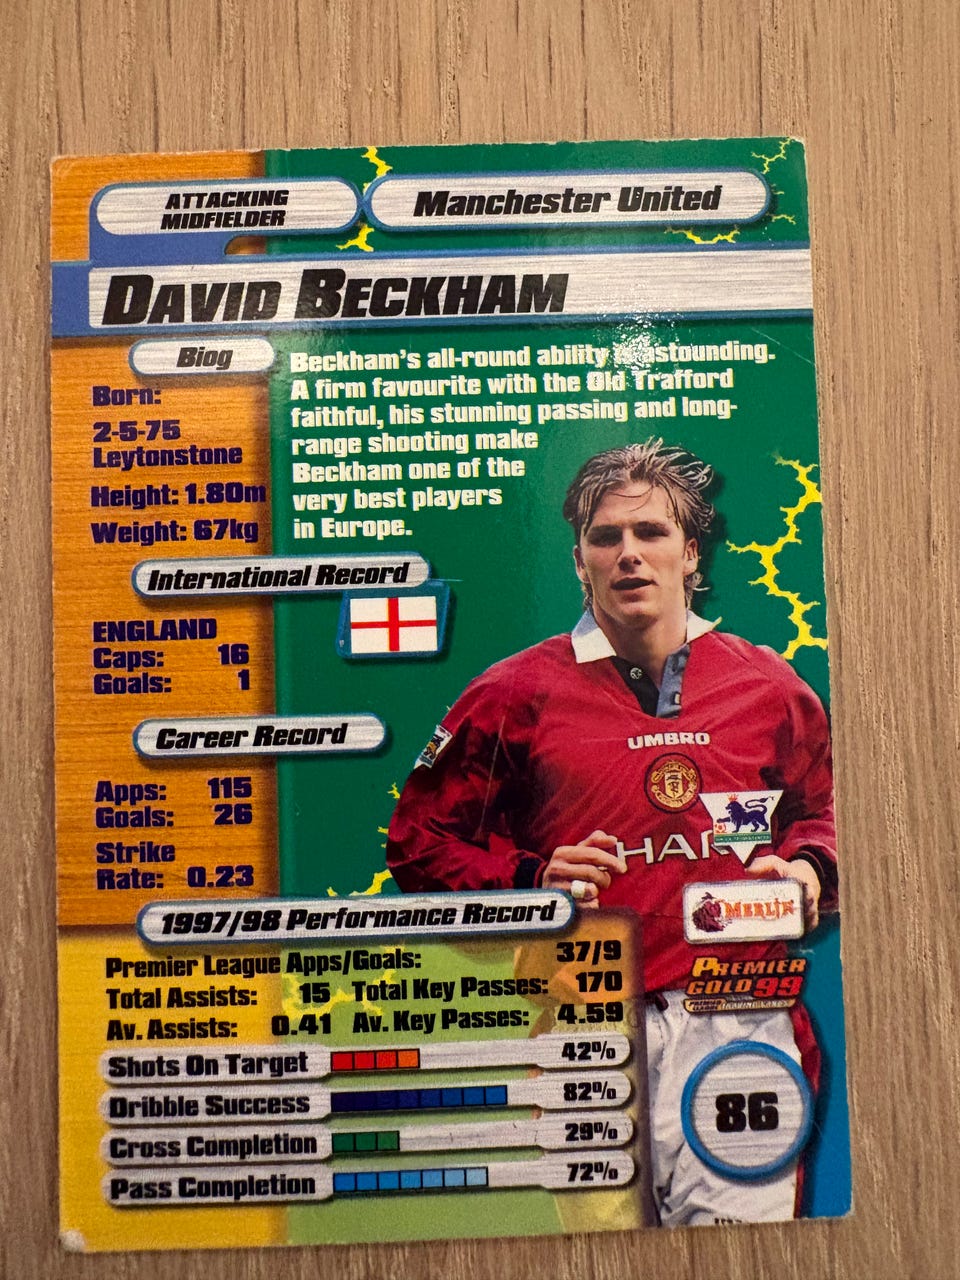 ATTACKING
MIDFIELDER
Manchester United
DAVID BECKHAM
Biog
Born:
2-5-75
Leytonstone
Height: 1.80m
Weight: 67kg
Beckham's all-round ability is astounding.
A firm favourite with the Old Trafford
faithful, his stunning passing and long-
range shooting make
Beckham one of the
very best players
in Europe.
International Record
ENGLAND
Caps: 16
Goals: 1
Career Record
Apps: 115
Goals: 26
Strike
Rate: 0.23
UMBRO
SHAR
MERLIN
PREMIER
GOLD 99
1997/98 Performance Record
Premier League Apps/Goals: 37/9
Total Assists: 15 Total Key Passes: 170
Av. Assists: 0.41 Av. Key Passes: 4.59
Shots On Target 42%
Dribble Success 82%
Cross Completion 29%
Pass Completion 72%
86